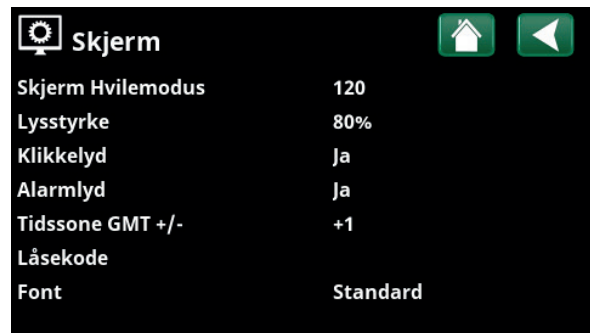 Skjerm
Skjerm Hvilemodus 120
Lysstyrke 80%
Klikkelyd Ja
Alarmlyd Ja
Tidssone GMT +/- +1
Låsekode
Font Standard